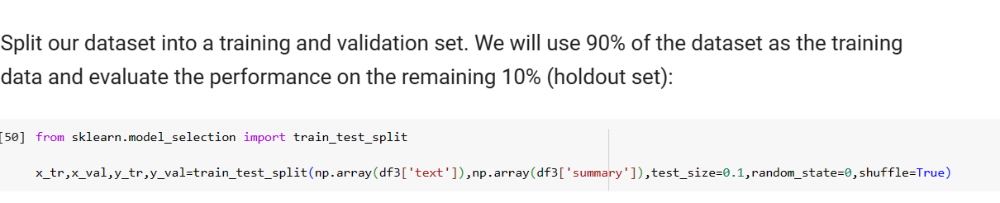 Split our dataset into a training and validation set. We will use 90% of the dataset as the training
data and evaluate the performance on the remaining 10% (holdout set):
[50] from sklearn.model_selection import train_test_split
x_tr,x_val,y_tr,y_val=train_test_split(np.array(df3['text']),np.array(df3['summary']),test_size=0.1,random_state=0,shuffle=True)